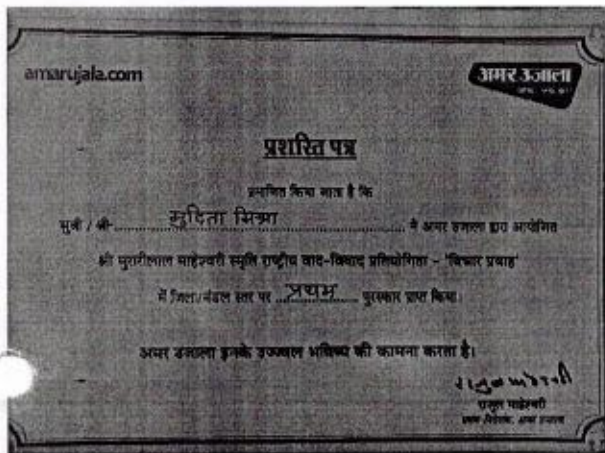 amarujala.com
अमर उजाला
प्रशस्ति पत्र
प्रमाणित किया जाता है कि
सुश्री / श्री मुदिता मिश्रा ने अमर उजाला द्वारा आयोजित
श्री मुरारीलाल माहेश्वरी स्मृति राष्ट्रीय वाद-विवाद प्रतियोगिता - 'विचार प्रवाह'
में जिला/मंडल स्तर पर प्रथम पुरस्कार प्राप्त किया।
अमर उजाला इनके उज्ज्वल भविष्य की कामना करता है।
राजुल माहेश्वरी
प्रबंध निदेशक, अमर उजाला